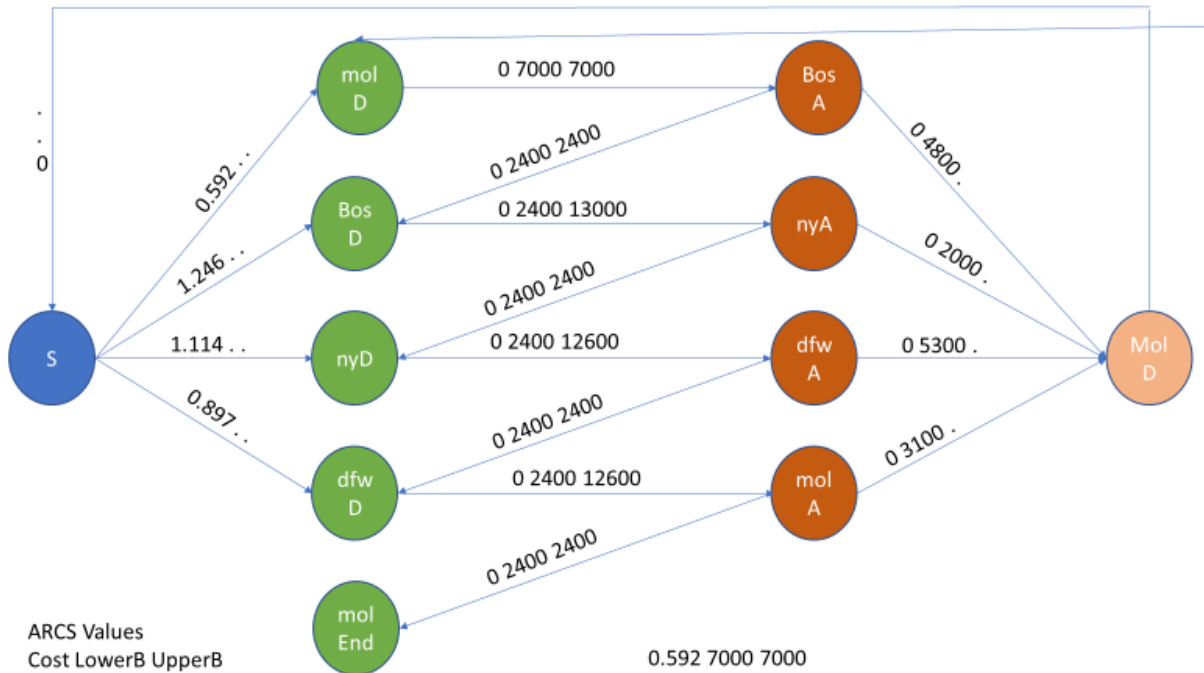 mol
D
0 7000 7000
Bos
A
.
.
0
0.592 . .
0 2400 2400
0 4800 .
Bos
D
0 2400 13000
nyA
1.246 . .
0 2400 2400
0 2000 .
S
1.114 . .
nyD
0 2400 12600
dfw
A
0 5300 .
Mol
D
0.897 . .
0 2400 2400
dfw
D
0 2400 12600
mol
A
0 3100 .
0 2400 2400
mol
End
ARCS Values
Cost LowerB UpperB
0.592 7000 7000